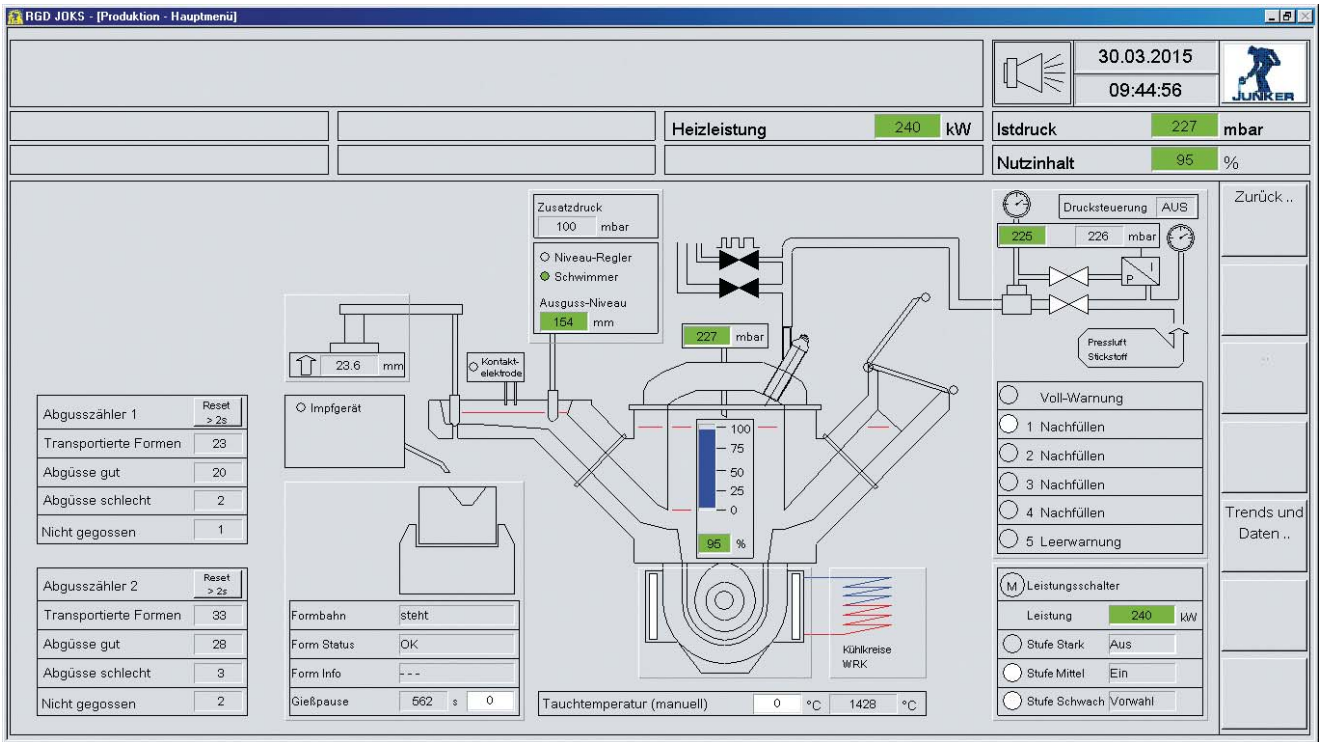 RGD JOKS - [Produktion - Hauptmenü]
30.03.2015
09:44:56
JUNKER
Heizleistung 240 kW
Istdruck 227 mbar
Nutzinhalt 95 %
Zurück ..
..
Trends und
Daten ..
Zusatzdruck
100 mbar
Niveau-Regler
Schwimmer
Ausguss-Niveau
154 mm
Drucksteuerung AUS
225 226 mbar
I
P
Pressluft
Stickstoff
227 mbar
23.6 mm
Kontakt-
elektrode
Impfgerät
100
75
50
25
0
95 %
Abgusszähler 1 Reset
> 2s
Transportierte Formen 23
Abgüsse gut 20
Abgüsse schlecht 2
Nicht gegossen 1
Abgusszähler 2 Reset
> 2s
Transportierte Formen 33
Abgüsse gut 28
Abgüsse schlecht 3
Nicht gegossen 2
Formbahn steht
Form Status OK
Form Info ---
Gießpause 562 s 0
Kühlkreise
WRK
Tauchtemperatur (manuell) 0 °C 1428 °C
Voll-Warnung
1 Nachfüllen
2 Nachfüllen
3 Nachfüllen
4 Nachfüllen
5 Leerwarnung
M Leistungsschalter
Leistung 240 kW
Stufe Stark Aus
Stufe Mittel Ein
Stufe Schwach Vorwahl